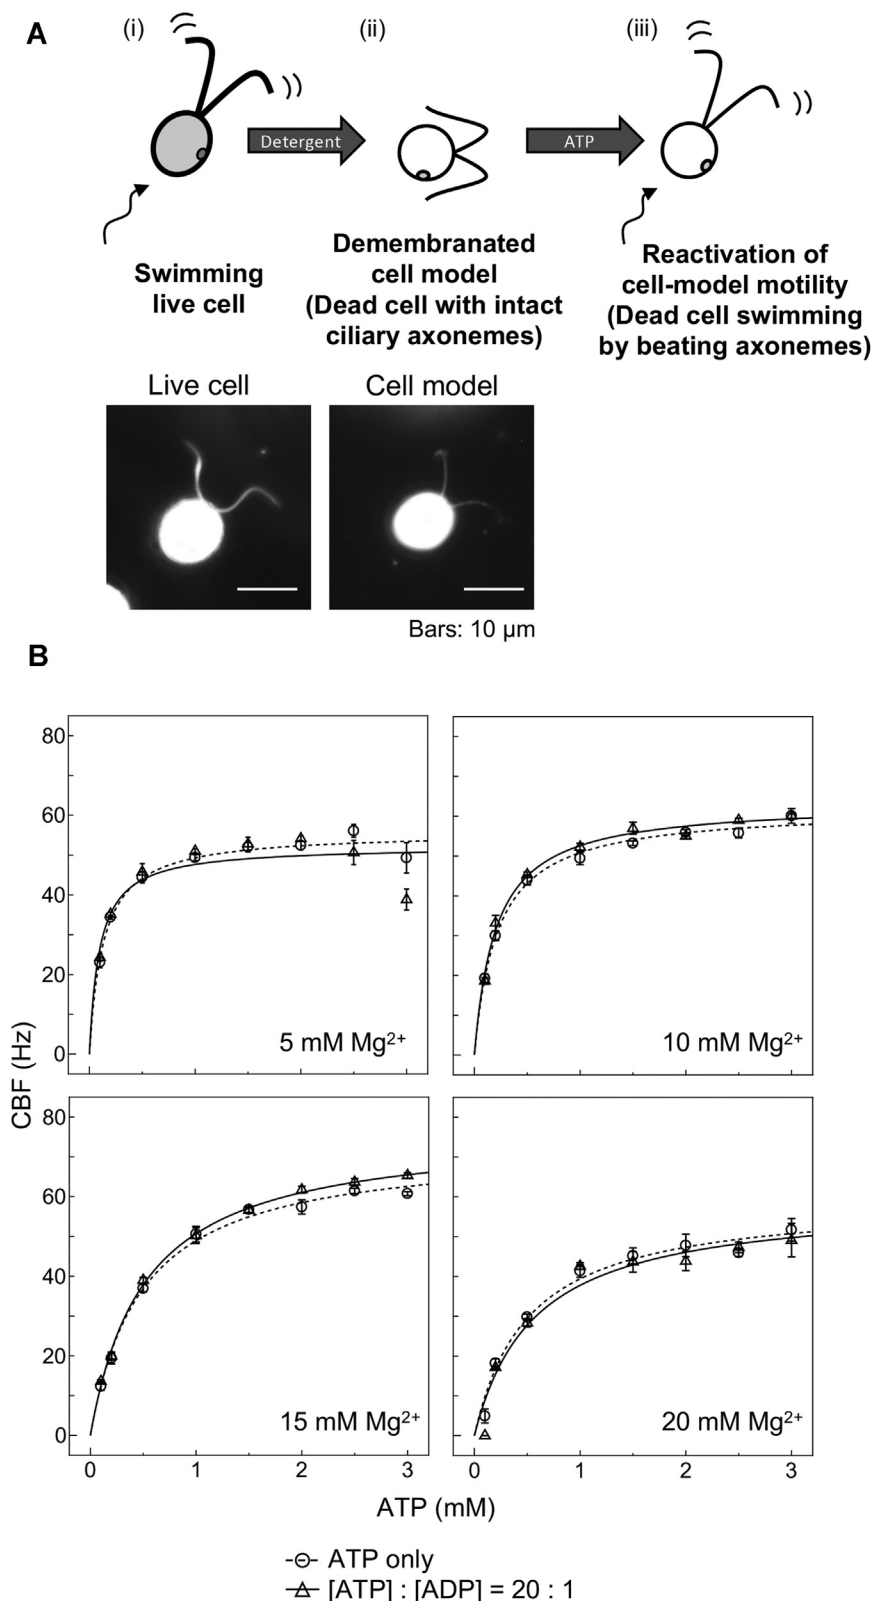 A
(i)
(ii)
(iii)
Detergent
ATP
Swimming
live cell
Demembranated
cell model
(Dead cell with intact
ciliary axonemes)
Reactivation of
cell-model motility
(Dead cell swimming
by beating axonemes)
Live cell
Cell model
Bars: 10 µm
B
CBF (Hz)
80
60
40
20
0
5 mM Mg²⁺
10 mM Mg²⁺
80
60
40
20
0
15 mM Mg²⁺
20 mM Mg²⁺
0 1 2 3
0 1 2 3
ATP (mM)
ATP only
[ATP] : [ADP] = 20 : 1